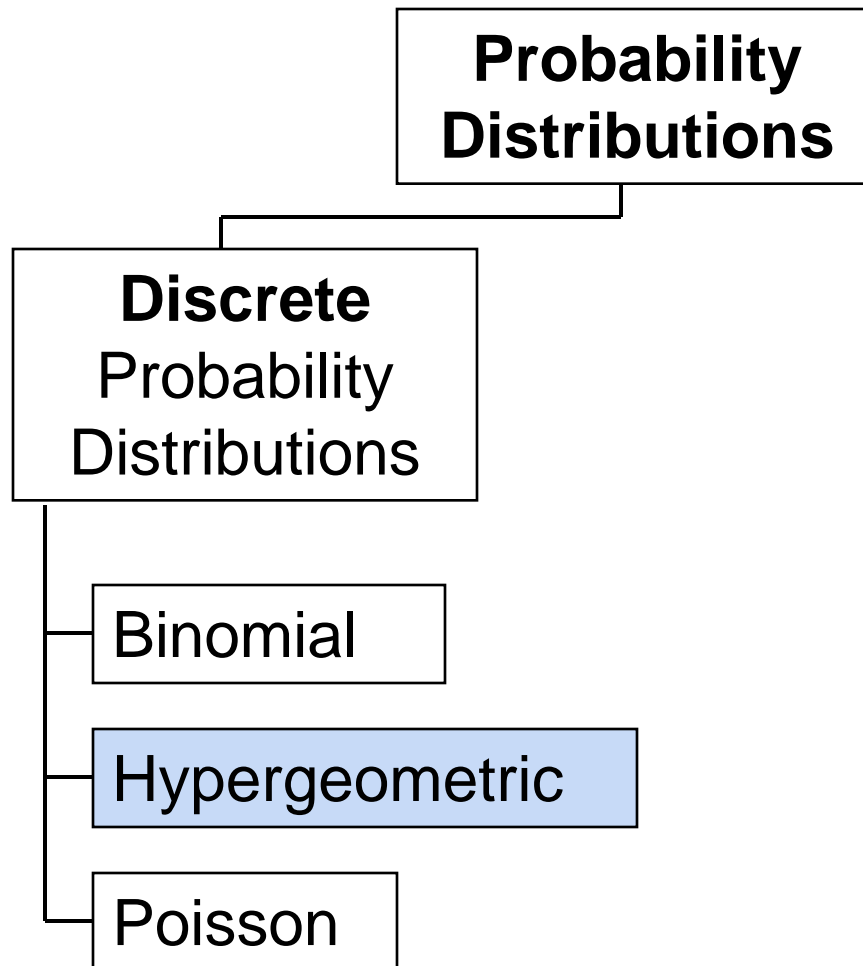 Probability
Distributions
Discrete
Probability
Distributions
Binomial
Hypergeometric
Poisson